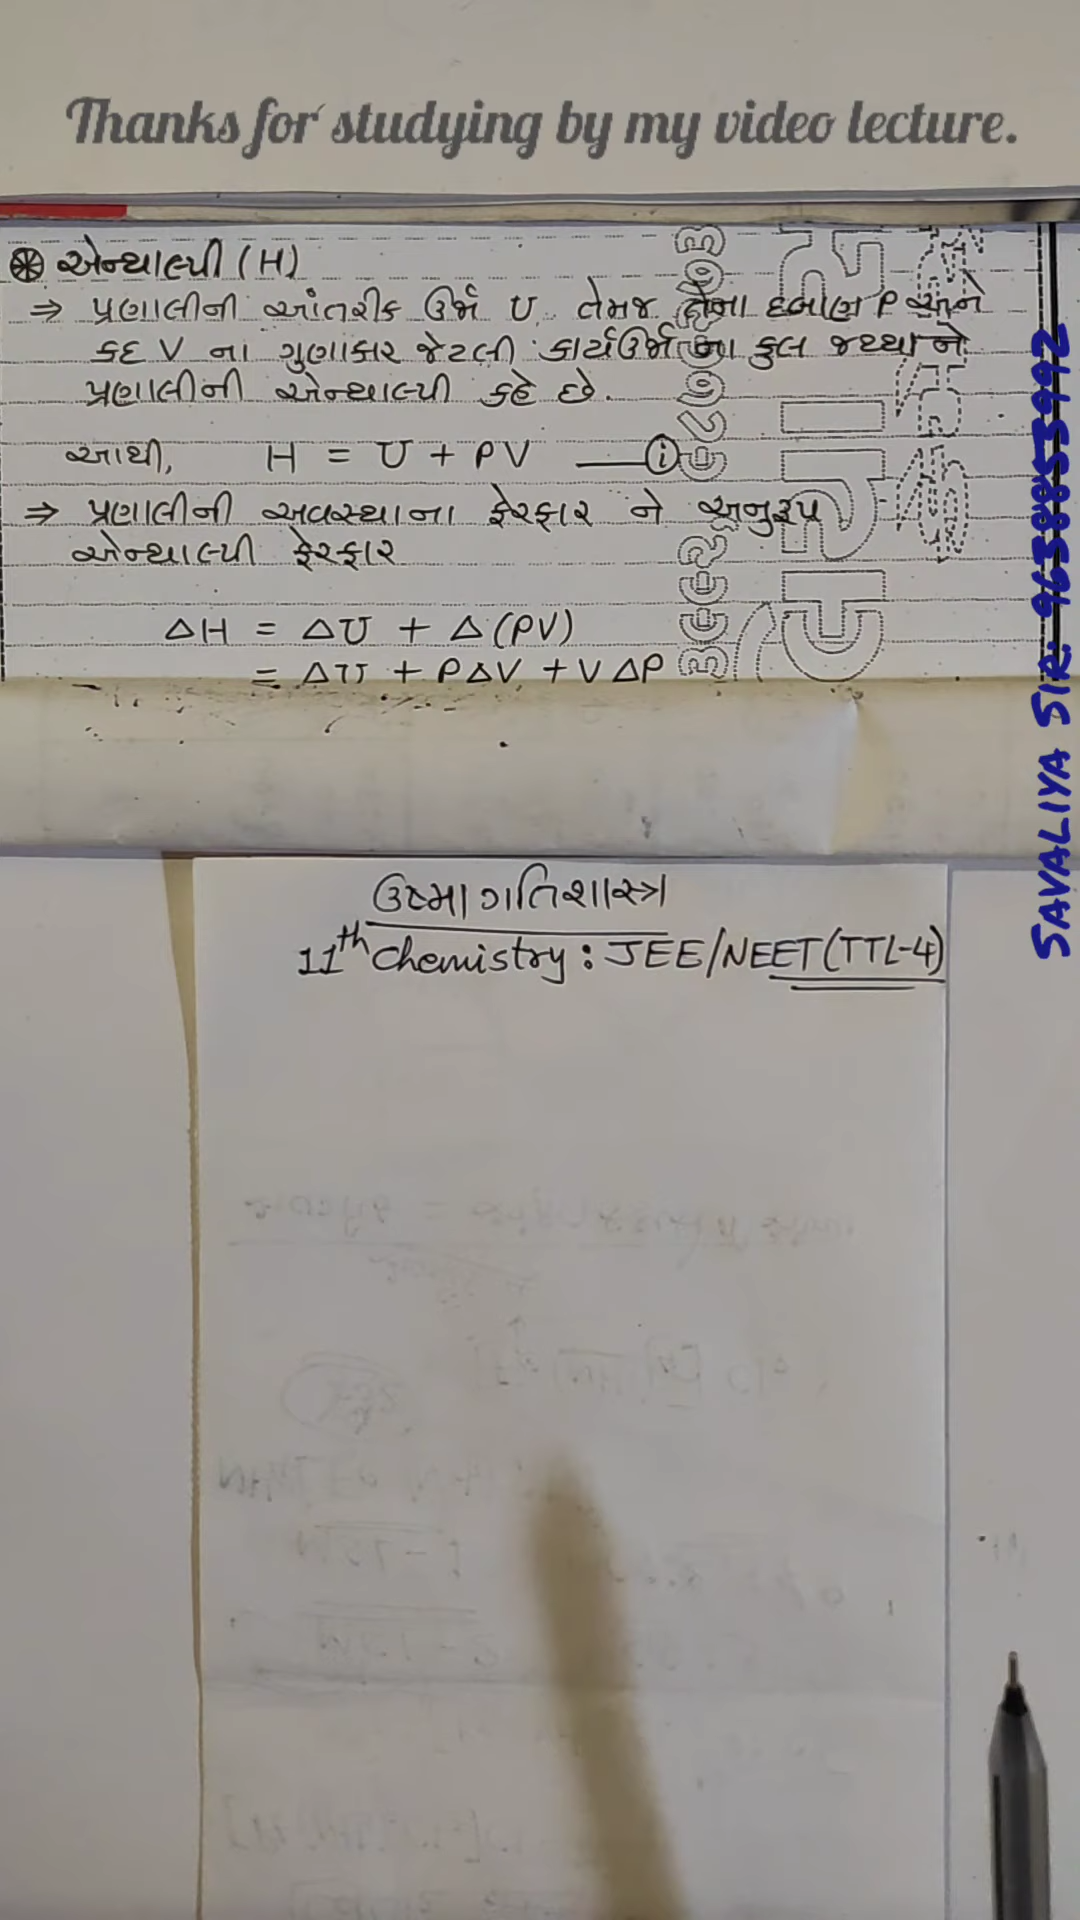 Thanks for studying by my video lecture.
એન્થાલ્પી (H)
⇒ પ્રણાલીની આંતરીક ઉર્જા U તેમજ તેના દબાણ P અને
કદ V ના ગુણાકાર જેટલી કાર્યઉર્જા ના કુલ જથ્થા ને
પ્રણાલીની એન્થાલ્પી કહે છે.
આથી, H = U + PV —— (i)
⇒ પ્રણાલીની અવસ્થાના ફેરફાર ને અનુરૂપ
એન્થાલ્પી ફેરફાર
ΔH = ΔU + Δ(PV)
= ΔU + PΔV + VΔP
SAVALIYA SIR: 9638853992
ઉષ્માગતિશાસ્ત્ર
11th Chemistry: JEE/NEET(TTL-4)